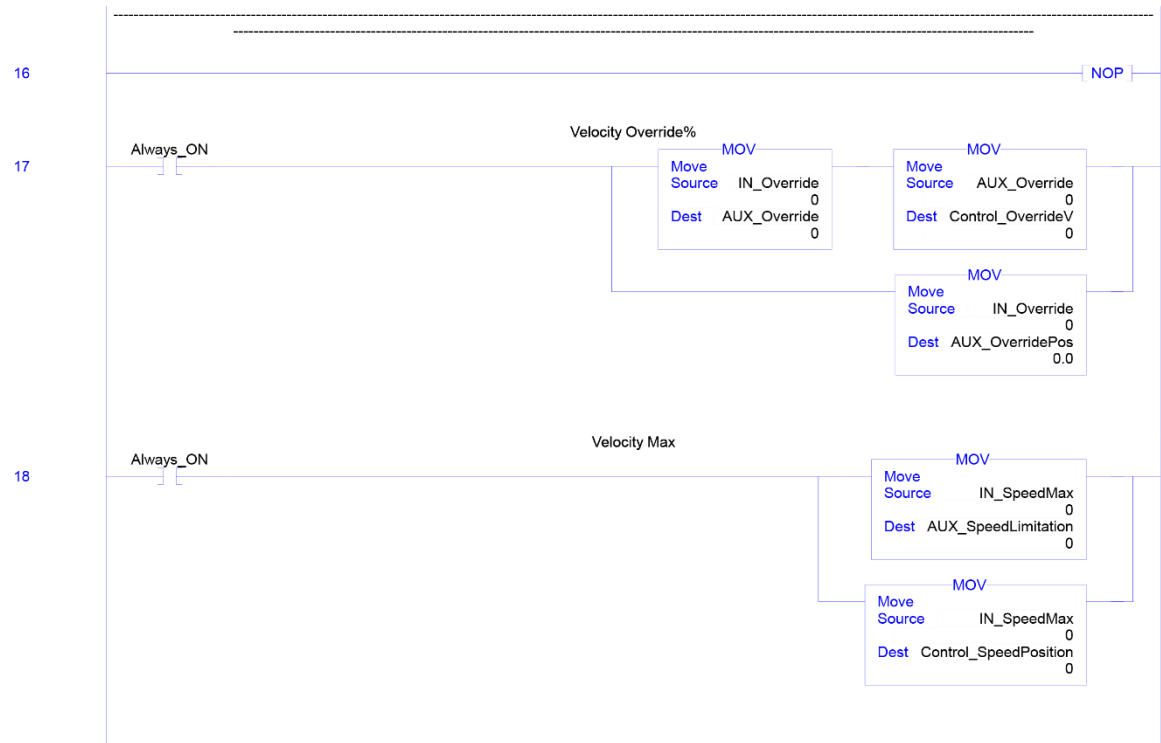 16
NOP
Velocity Override%
Always_ON
17
MOV
Move
Source IN_Override
0
Dest AUX_Override
0
MOV
Move
Source AUX_Override
0
Dest Control_OverrideV
0
MOV
Move
Source IN_Override
0
Dest AUX_OverridePos
0.0
Velocity Max
Always_ON
18
MOV
Move
Source IN_SpeedMax
0
Dest AUX_SpeedLimitation
0
MOV
Move
Source IN_SpeedMax
0
Dest Control_SpeedPosition
0